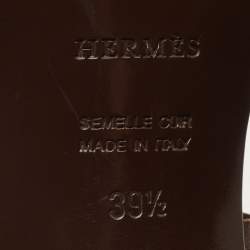 HERMÈS
SEMELLE CUIR
MADE IN ITALY
39½